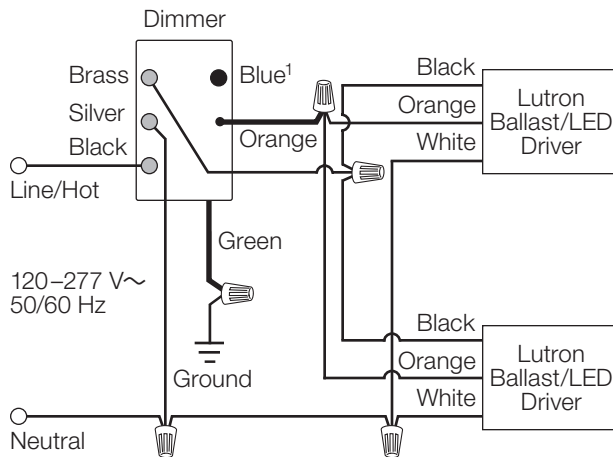 Dimmer
Brass
Blue¹
Silver
Orange
Black
Line/Hot
Green
120–277 V~
50/60 Hz
Ground
Neutral
Black
Orange
White
Lutron
Ballast/LED
Driver
Black
Orange
White
Lutron
Ballast/LED
Driver